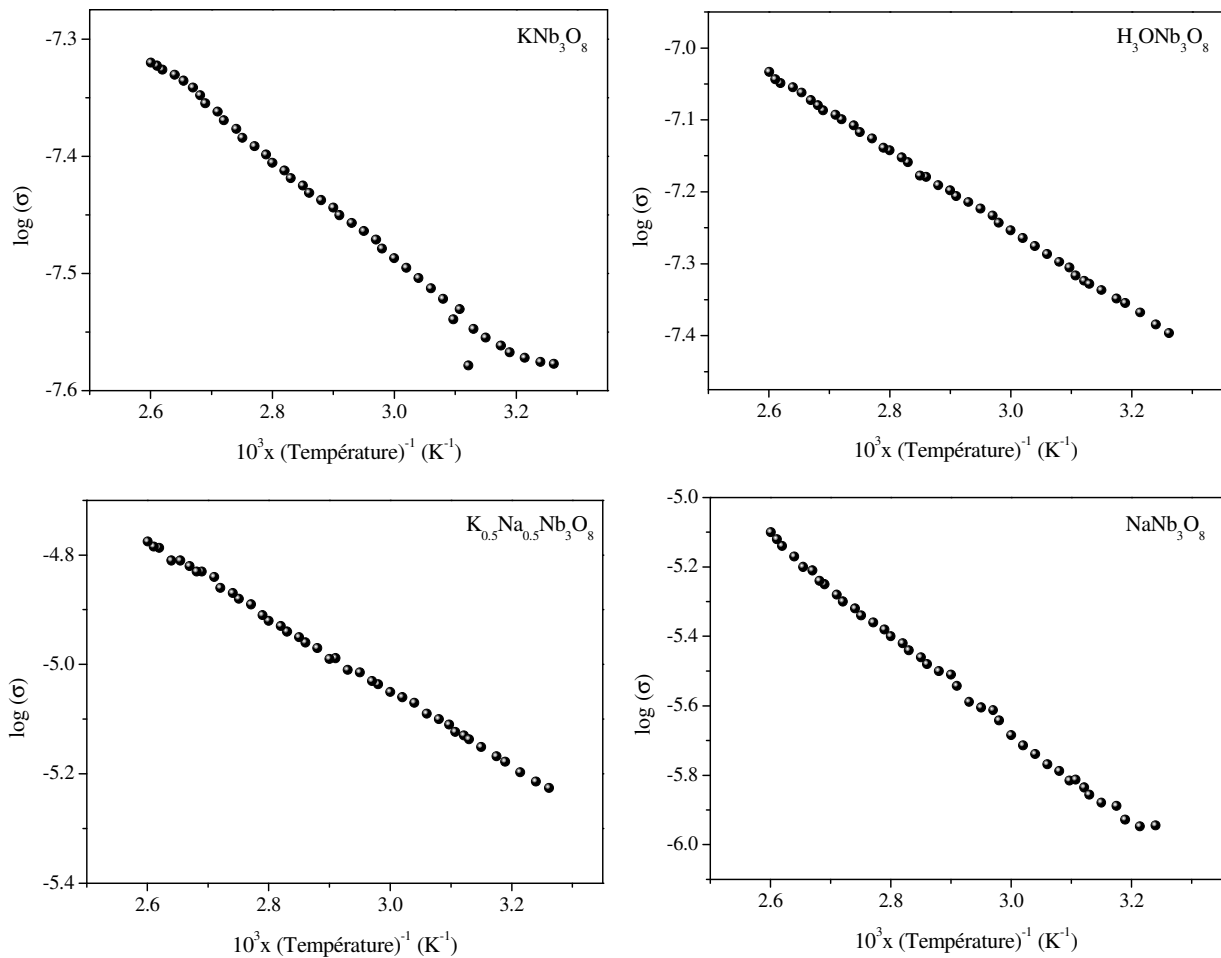 KNb₃O₈
-7.3
-7.4
-7.5
-7.6
log (σ)
2.6 2.8 3.0 3.2
10³x (Température)⁻¹ (K⁻¹)
H₃ONb₃O₈
-7.0
-7.1
-7.2
-7.3
-7.4
log (σ)
2.6 2.8 3.0 3.2
10³x (Température)⁻¹ (K⁻¹)
K₀.₅Na₀.₅Nb₃O₈
-4.8
-5.0
-5.2
-5.4
log (σ)
2.6 2.8 3.0 3.2
10³x (Température)⁻¹ (K⁻¹)
NaNb₃O₈
-5.0
-5.2
-5.4
-5.6
-5.8
-6.0
log (σ)
2.6 2.8 3.0 3.2
10³x (Température)⁻¹ (K⁻¹)